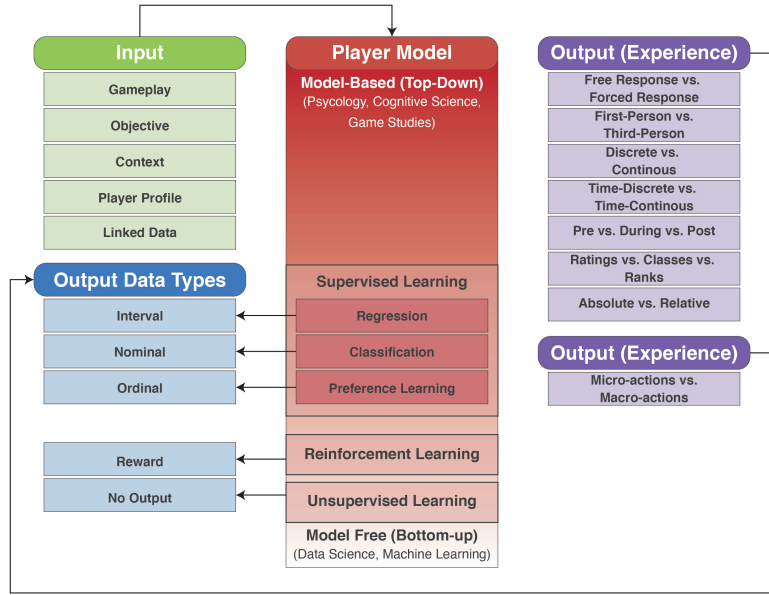 Input
Gameplay
Objective
Context
Player Profile
Linked Data
Output Data Types
Interval
Nominal
Ordinal
Reward
No Output
Player Model
Model-Based (Top-Down)
(Psycology, Cognitive Science,
Game Studies)
Supervised Learning
Regression
Classification
Preference Learning
Reinforcement Learning
Unsupervised Learning
Model Free (Bottom-up)
(Data Science, Machine Learning)
Output (Experience)
Free Response vs.
Forced Response
First-Person vs.
Third-Person
Discrete vs.
Continous
Time-Discrete vs.
Time-Continous
Pre vs. During vs. Post
Ratings vs. Classes vs.
Ranks
Absolute vs. Relative
Output (Experience)
Micro-actions vs.
Macro-actions